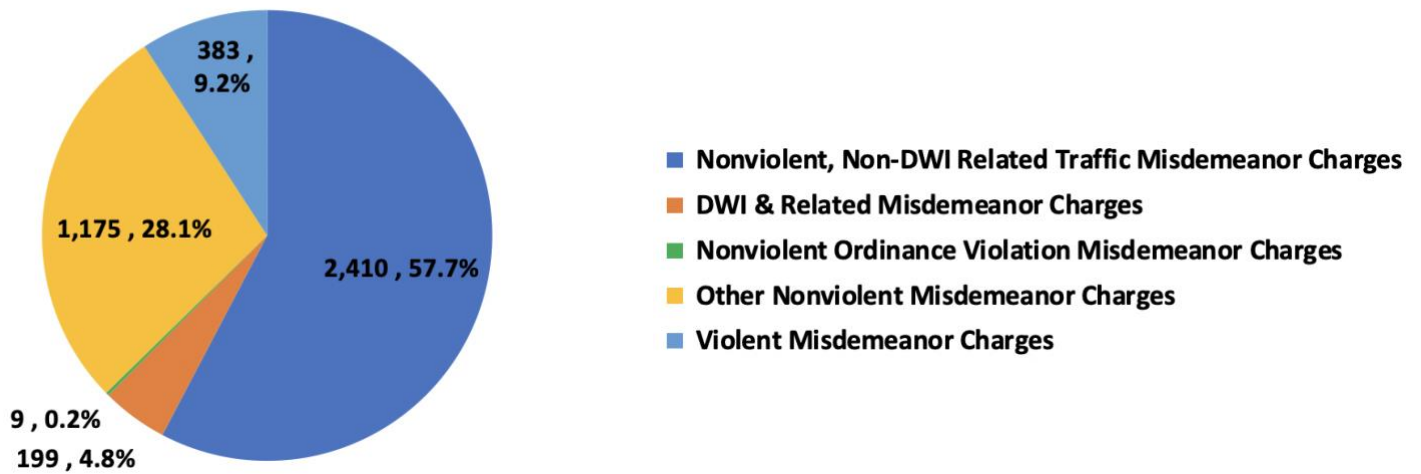 383 ,
9.2%
1,175 , 28.1%
2,410 , 57.7%
9 , 0.2%
199 , 4.8%
Nonviolent, Non-DWI Related Traffic Misdemeanor Charges
DWI & Related Misdemeanor Charges
Nonviolent Ordinance Violation Misdemeanor Charges
Other Nonviolent Misdemeanor Charges
Violent Misdemeanor Charges